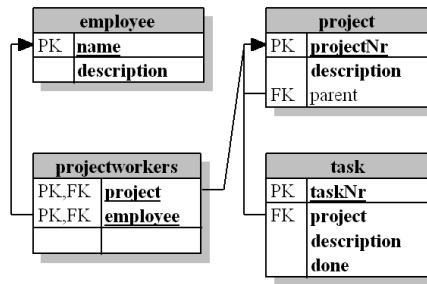 employee
PK name
description
project
PK projectNr
description
FK parent
projectworkers
PK,FK project
PK,FK employee
task
PK taskNr
FK project
description
done